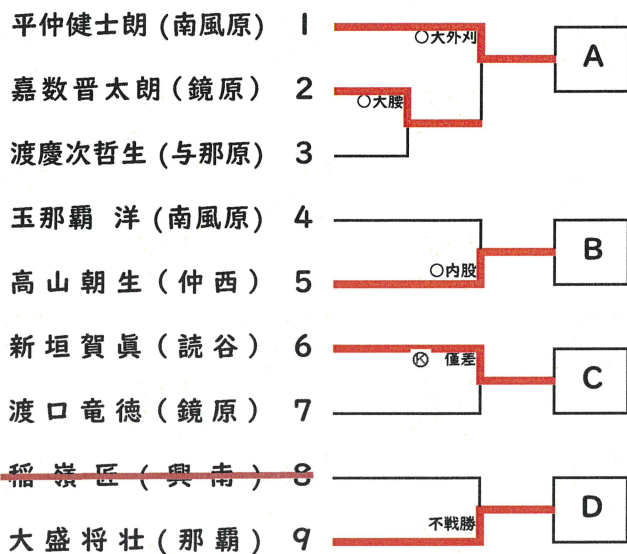 平仲健士朗 (南風原) 1 ○大外刈 A
嘉数晋太朗 (鏡原) 2 ○大腰
渡慶次哲生 (与那原) 3
玉那覇 洋 (南風原) 4 B
高山朝生 (仲西) 5 ○内股
新垣賀眞 (読谷) 6 Ⓚ 僅差 C
渡口竜徳 (鏡原) 7
稲嶺匠 (興南) 8 D
大盛将壮 (那覇) 9 不戦勝